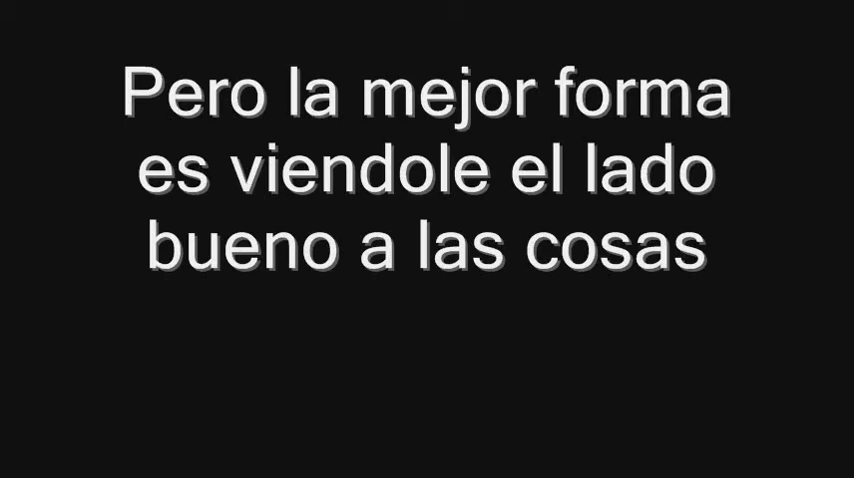 Pero la mejor forma
es viendole el lado
bueno a las cosas